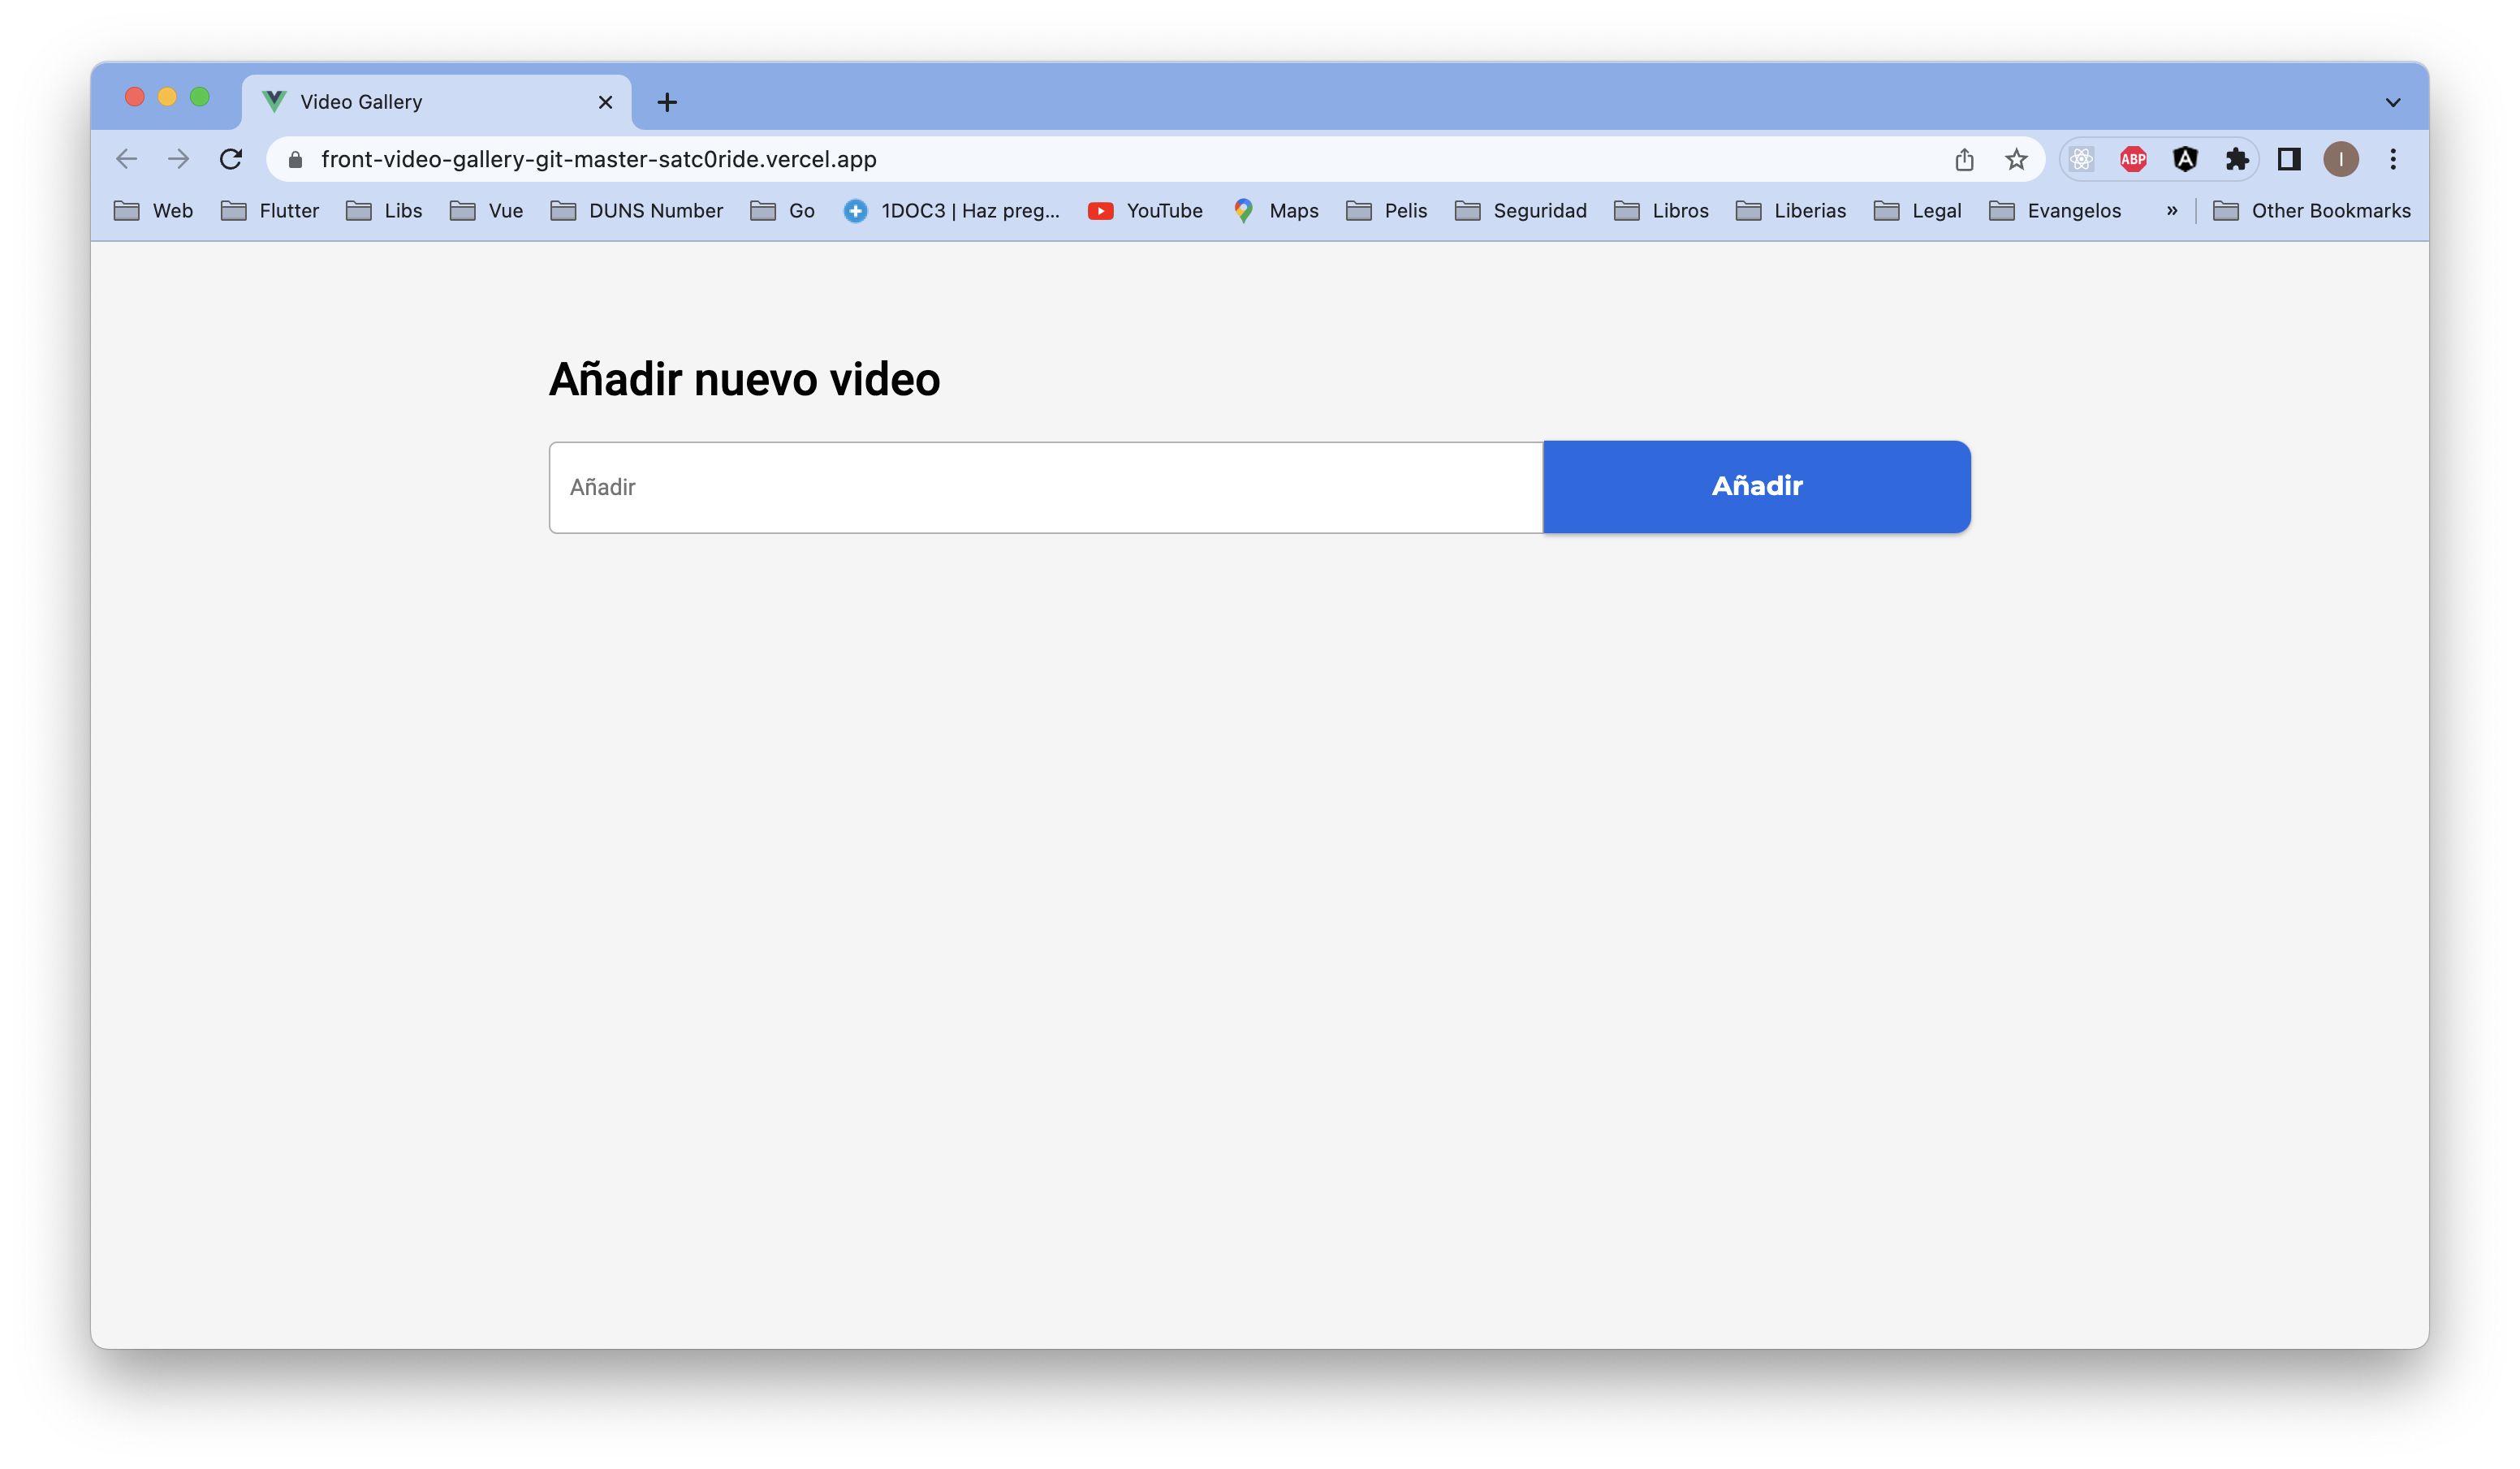 Video Gallery
front-video-gallery-git-master-satc0ride.vercel.app
ABP
A
I
Web Flutter Libs Vue DUNS Number Go 1DOC3 | Haz preg... YouTube Maps Pelis Seguridad Libros Liberias Legal Evangelos » Other Bookmarks
Añadir nuevo video
Añadir Añadir